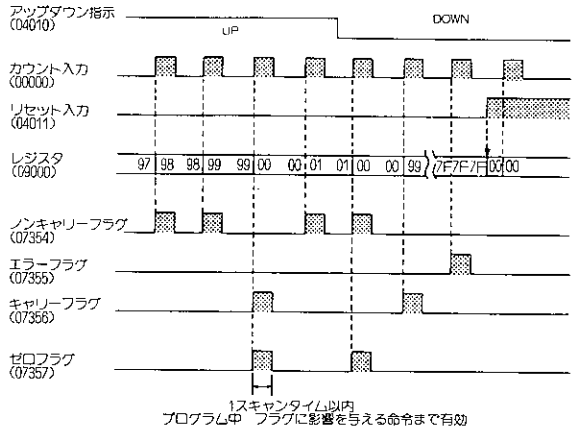 アップダウン指示
(04010)
UP
DOWN
カウント入力
(00000)
リセット入力
(04011)
レジスタ
(09000)
97 98 98 99 99 00 00 01 01 00 00 99 7F 7F 7F 00 00
ノンキャリーフラグ
(07354)
エラーフラグ
(07355)
キャリーフラグ
(07356)
ゼロフラグ
(07357)
1スキャンタイム以内
プログラム中 フラグに影響を与える命令まで有効